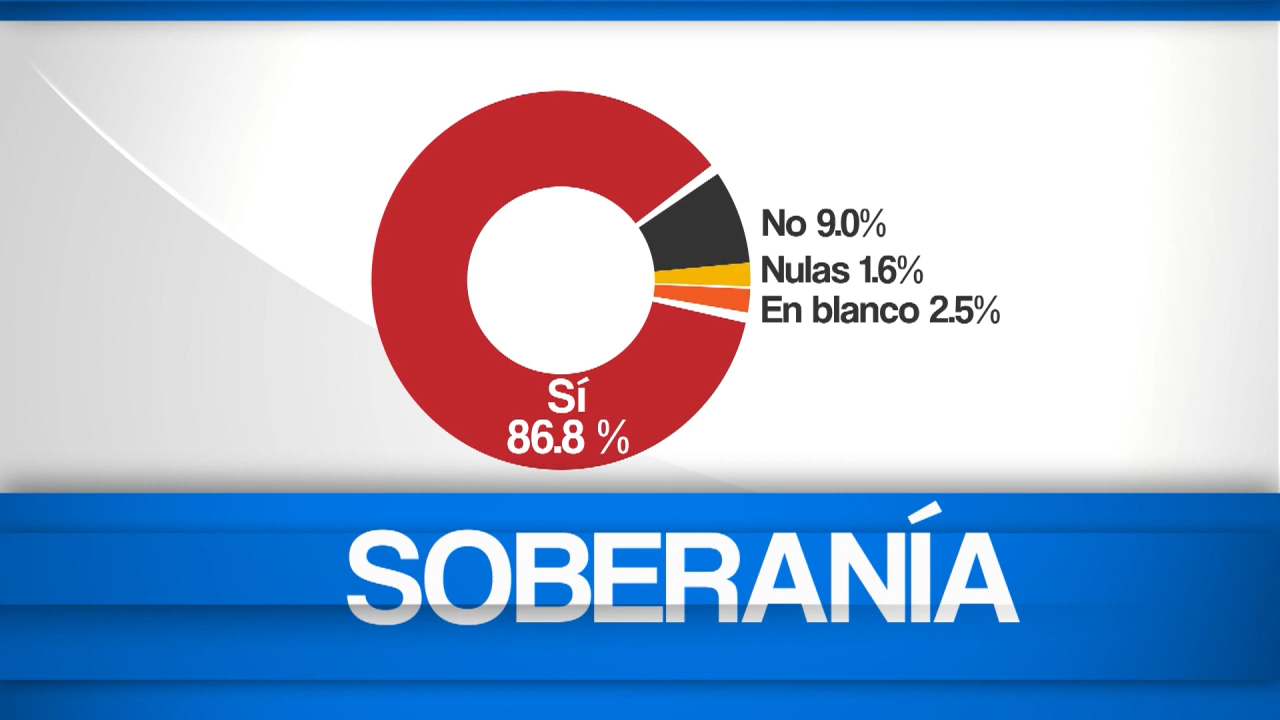 No 9.0%
Nulas 1.6%
En blanco 2.5%
Sí
86.8 %
SOBERANÍA